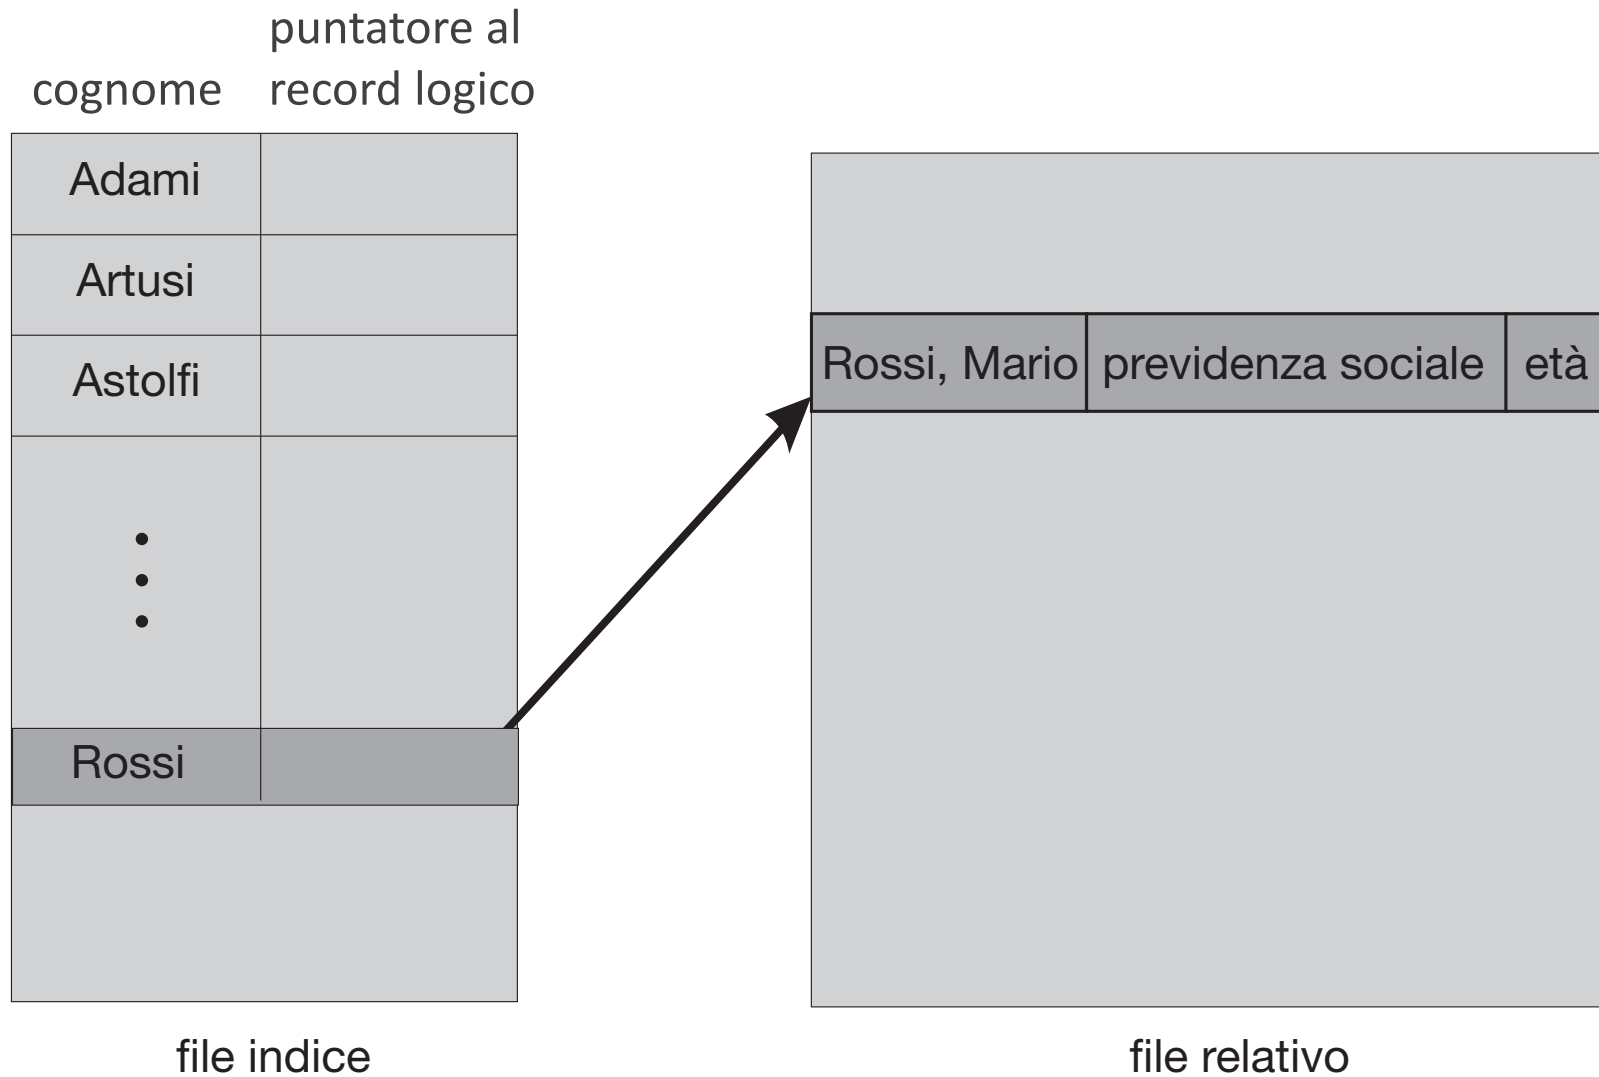 puntatore al
cognome record logico
Adami
Artusi
Astolfi
Rossi
file indice
Rossi, Mario previdenza sociale età
file relativo